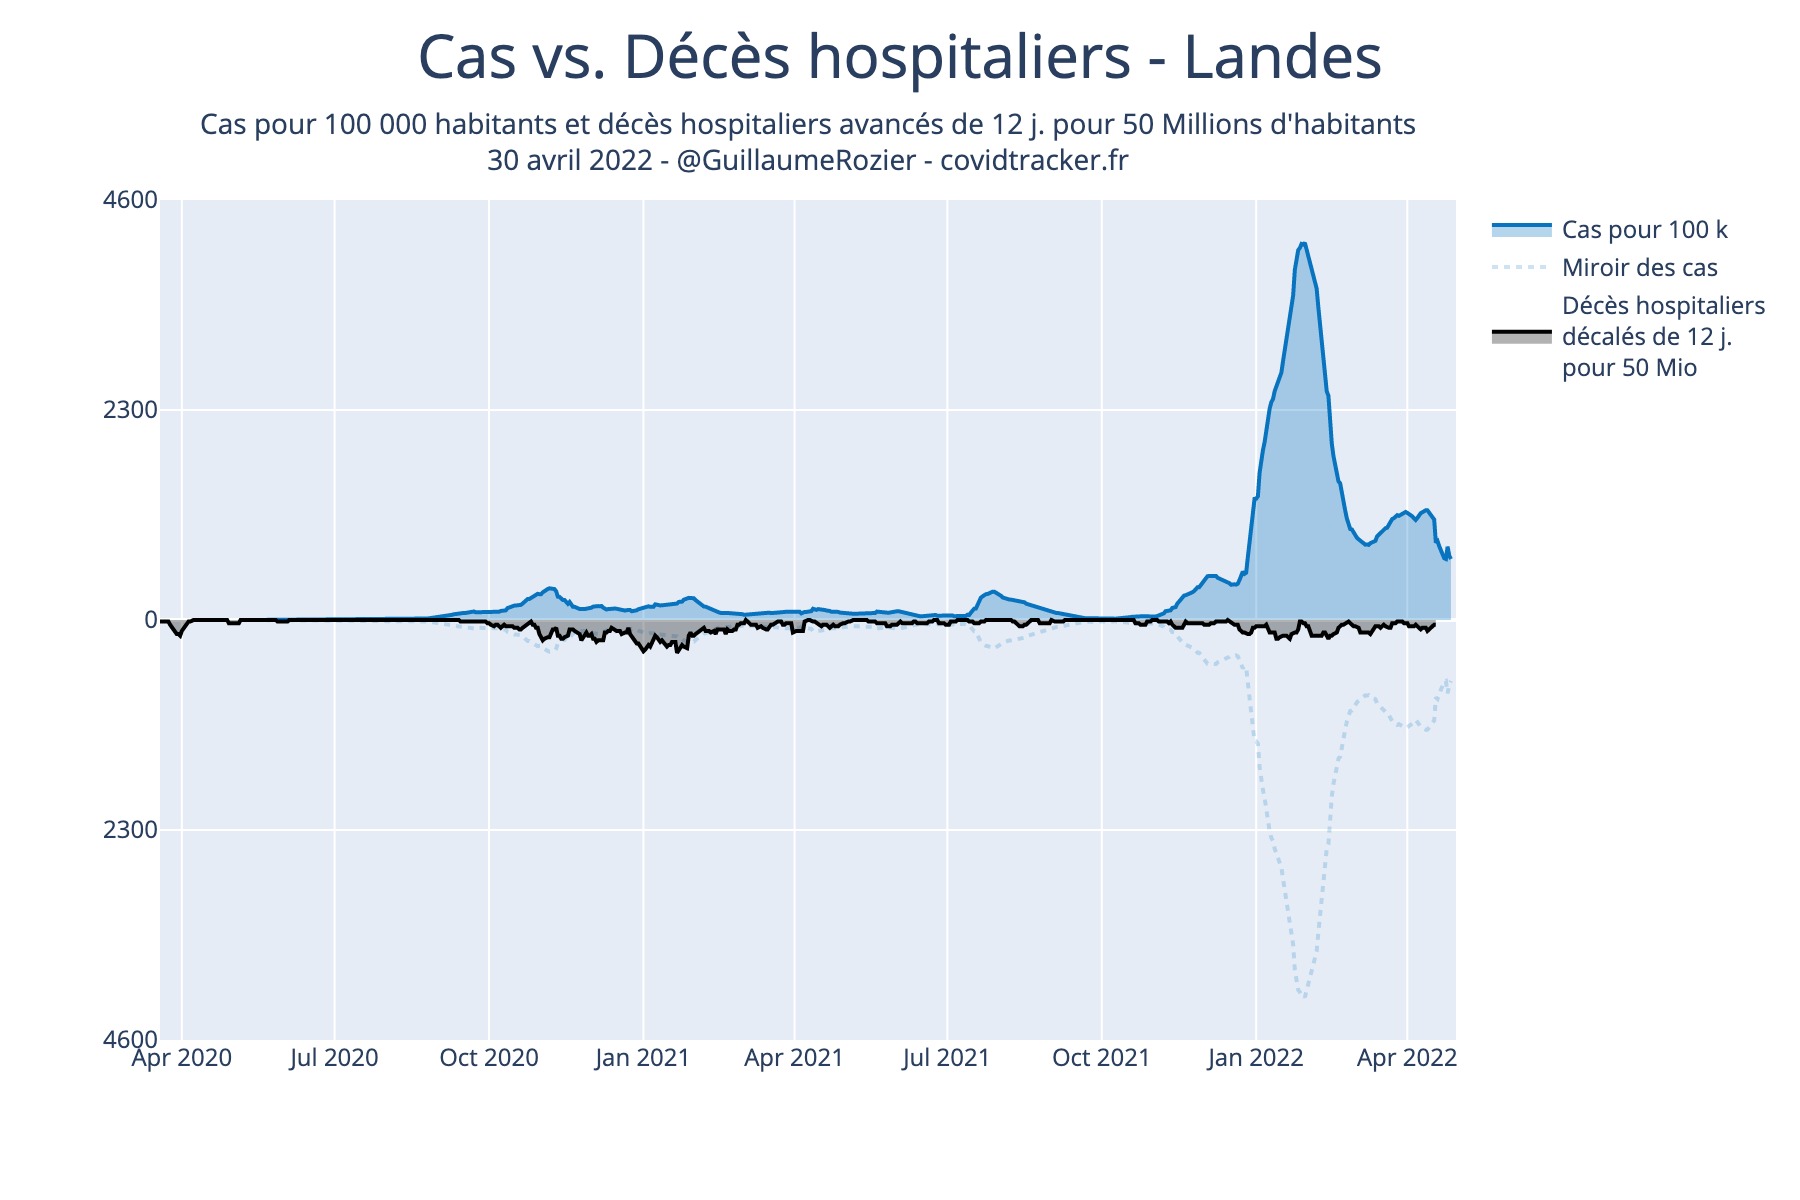 Cas vs. Décès hospitaliers - Landes
Cas pour 100 000 habitants et décès hospitaliers avancés de 12 j. pour 50 Millions d'habitants
30 avril 2022 - @GuillaumeRozier - covidtracker.fr
4600
2300
0
2300
4600
Apr 2020
Jul 2020
Oct 2020
Jan 2021
Apr 2021
Jul 2021
Oct 2021
Jan 2022
Apr 2022
Cas pour 100 k
Miroir des cas
Décès hospitaliers
décalés de 12 j.
pour 50 Mio